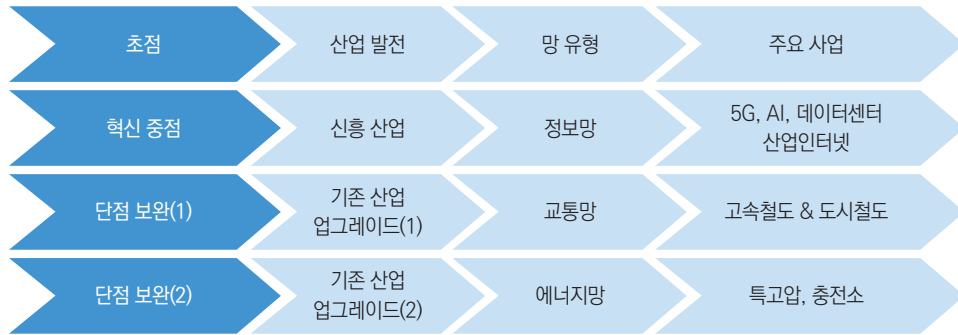 초점
산업 발전
망 유형
주요 사업
혁신 중점
신흥 산업
정보망
5G, AI, 데이터센터
산업인터넷
단점 보완(1)
기존 산업
업그레이드(1)
교통망
고속철도 & 도시철도
단점 보완(2)
기존 산업
업그레이드(2)
에너지망
특고압, 충전소